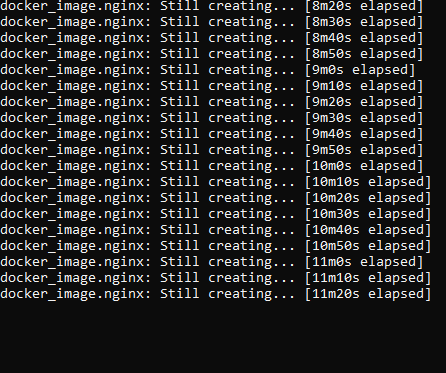 docker_image.nginx: Still creating... [8m20s elapsed]
docker_image.nginx: Still creating... [8m30s elapsed]
docker_image.nginx: Still creating... [8m40s elapsed]
docker_image.nginx: Still creating... [8m50s elapsed]
docker_image.nginx: Still creating... [9m0s elapsed]
docker_image.nginx: Still creating... [9m10s elapsed]
docker_image.nginx: Still creating... [9m20s elapsed]
docker_image.nginx: Still creating... [9m30s elapsed]
docker_image.nginx: Still creating... [9m40s elapsed]
docker_image.nginx: Still creating... [9m50s elapsed]
docker_image.nginx: Still creating... [10m0s elapsed]
docker_image.nginx: Still creating... [10m10s elapsed]
docker_image.nginx: Still creating... [10m20s elapsed]
docker_image.nginx: Still creating... [10m30s elapsed]
docker_image.nginx: Still creating... [10m40s elapsed]
docker_image.nginx: Still creating... [10m50s elapsed]
docker_image.nginx: Still creating... [11m0s elapsed]
docker_image.nginx: Still creating... [11m10s elapsed]
docker_image.nginx: Still creating... [11m20s elapsed]